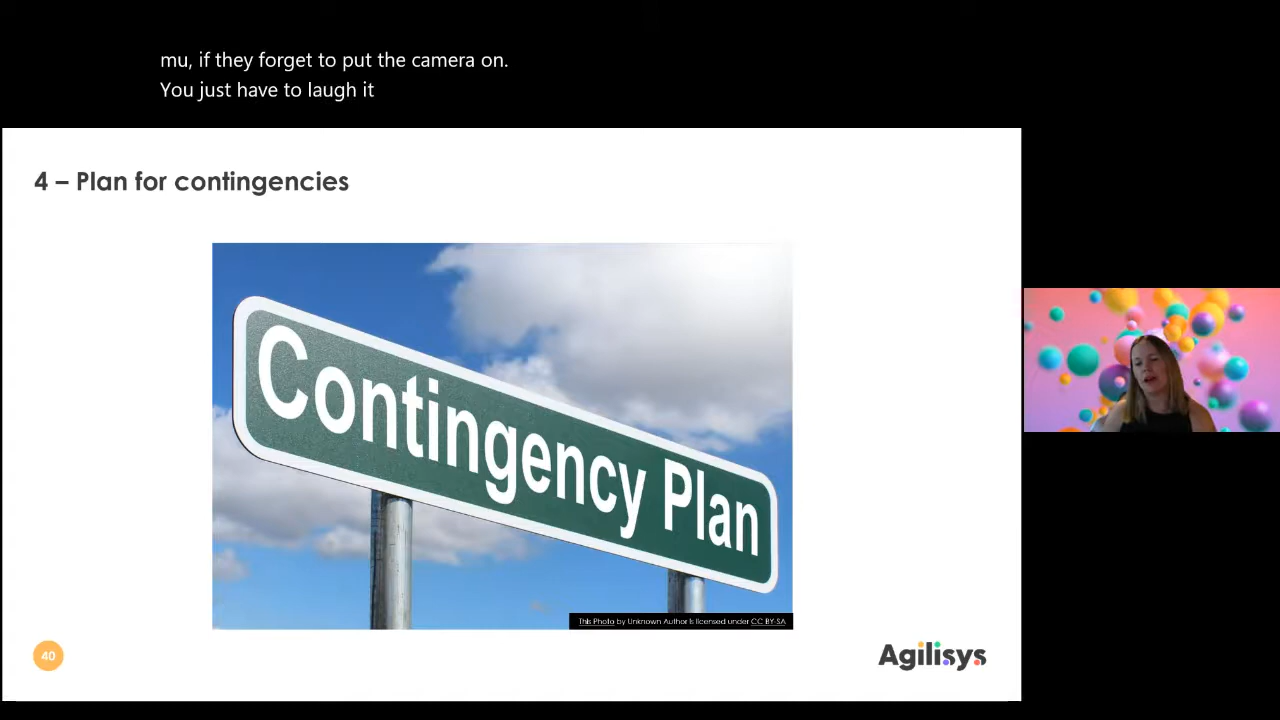 mu, if they forget to put the camera on.
You just have to laugh it
4 – Plan for contingencies
Contingency Plan
This Photo by Unknown Author is licensed under CC BY-SA
40
Agilisys